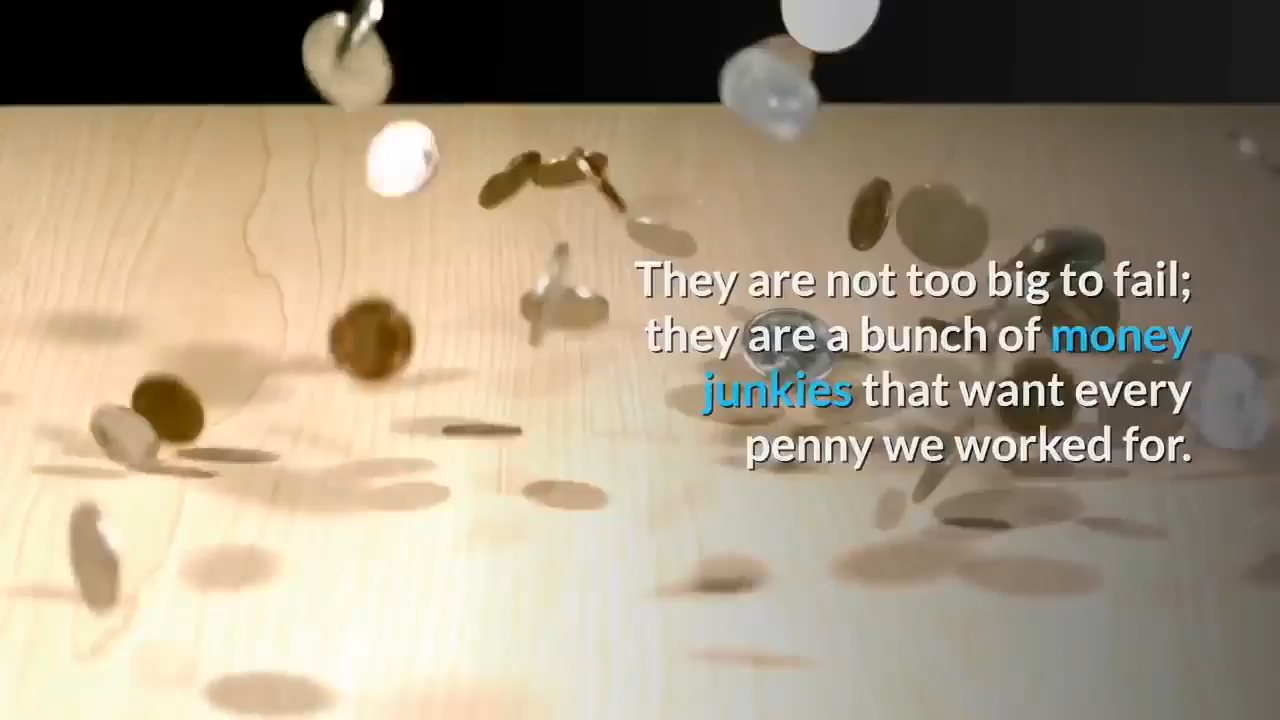 They are not too big to fail;
they are a bunch of money
junkies that want every
penny we worked for.